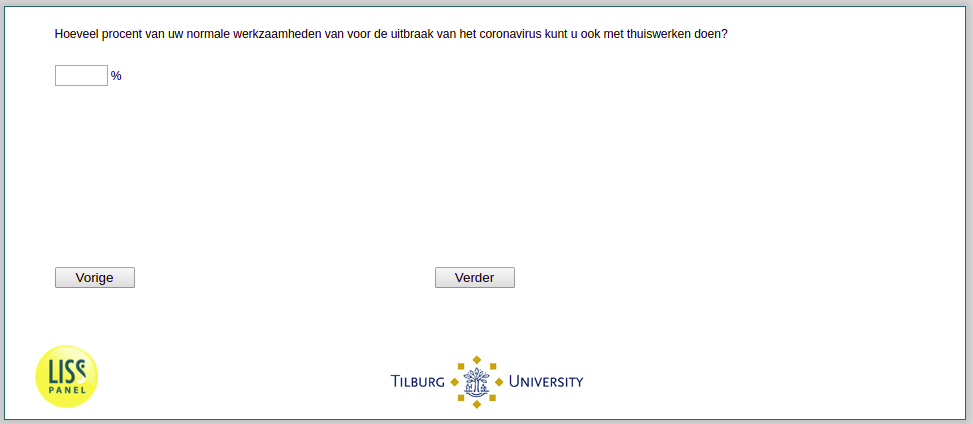 Hoeveel procent van uw normale werkzaamheden van voor de uitbraak van het coronavirus kunt u ook met thuiswerken doen?
%
Vorige
Verder
LISS
PANEL
TILBURG UNIVERSITY